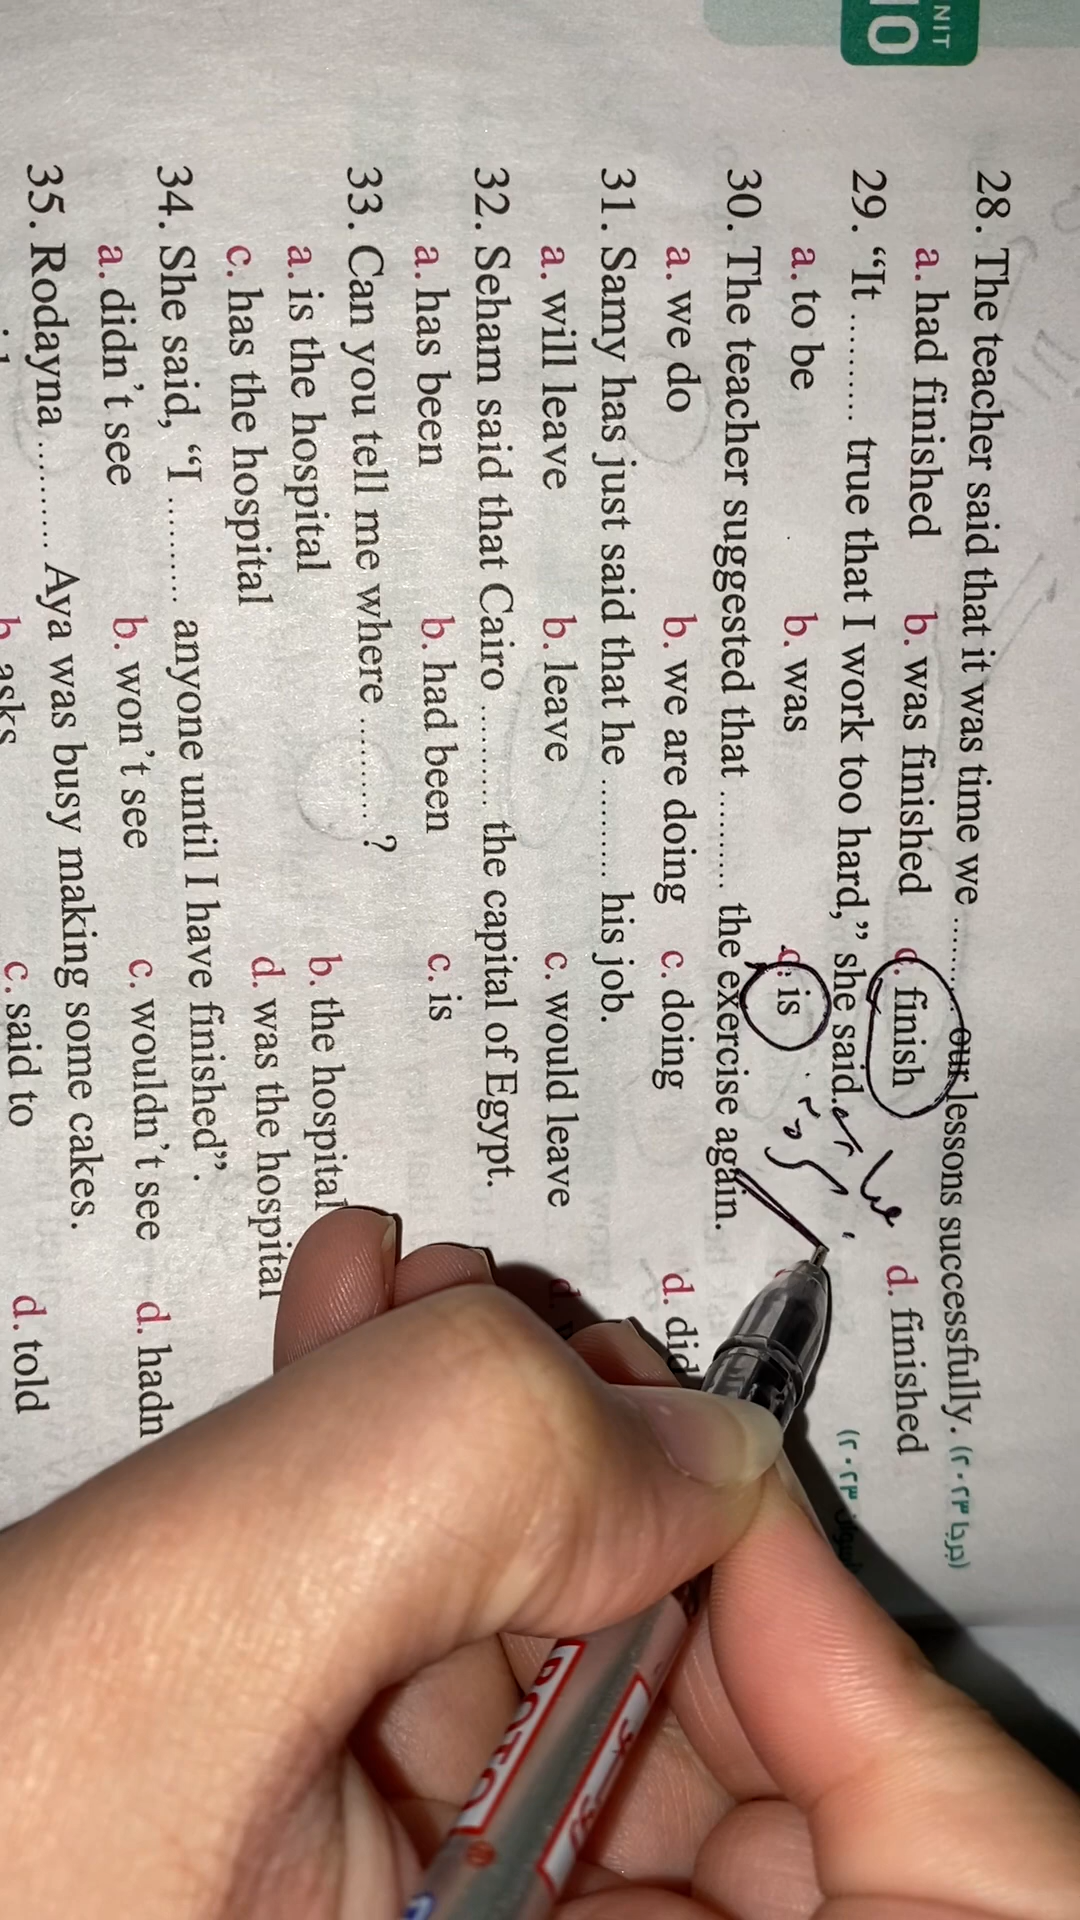 UNIT
10
28. The teacher said that it was time we .......... our lessons successfully. (جرجا ٢٠٢٣)
a. had finished b. was finished c. finish d. finished
29. “It .......... true that I work too hard,” she said. (٢٠٢٣
a. to be b. was c. is
30. The teacher suggested that .......... the exercise again.
a. we do b. we are doing c. doing d. did
31. Samy has just said that he .......... his job.
a. will leave b. leave c. would leave d.
32. Seham said that Cairo .......... the capital of Egypt.
a. has been b. had been c. is
33. Can you tell me where .......... ?
a. is the hospital b. the hospital
c. has the hospital d. was the hospital
34. She said, “I .......... anyone until I have finished”.
a. didn’t see b. won’t see c. wouldn’t see d. hadn
35. Rodayna .......... Aya was busy making some cakes.
b. asks c. said to d. told
ROTO